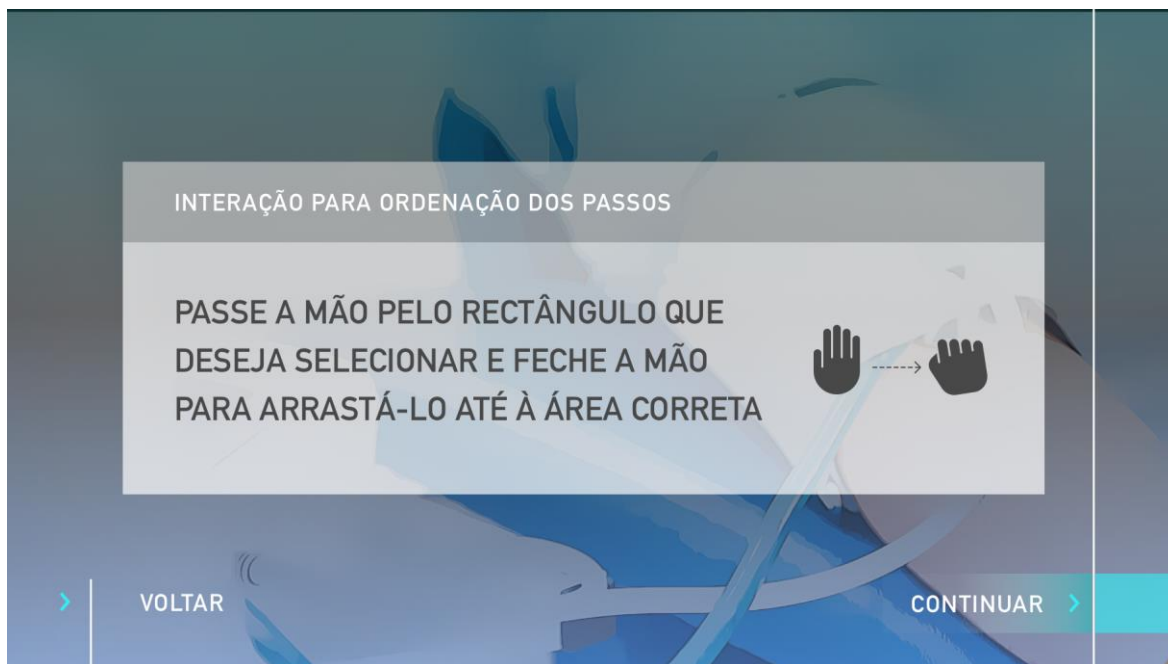 INTERAÇÃO PARA ORDENAÇÃO DOS PASSOS
PASSE A MÃO PELO RECTÂNGULO QUE
DESEJA SELECIONAR E FECHE A MÃO
PARA ARRASTÁ-LO ATÉ À ÁREA CORRETA
VOLTAR
CONTINUAR